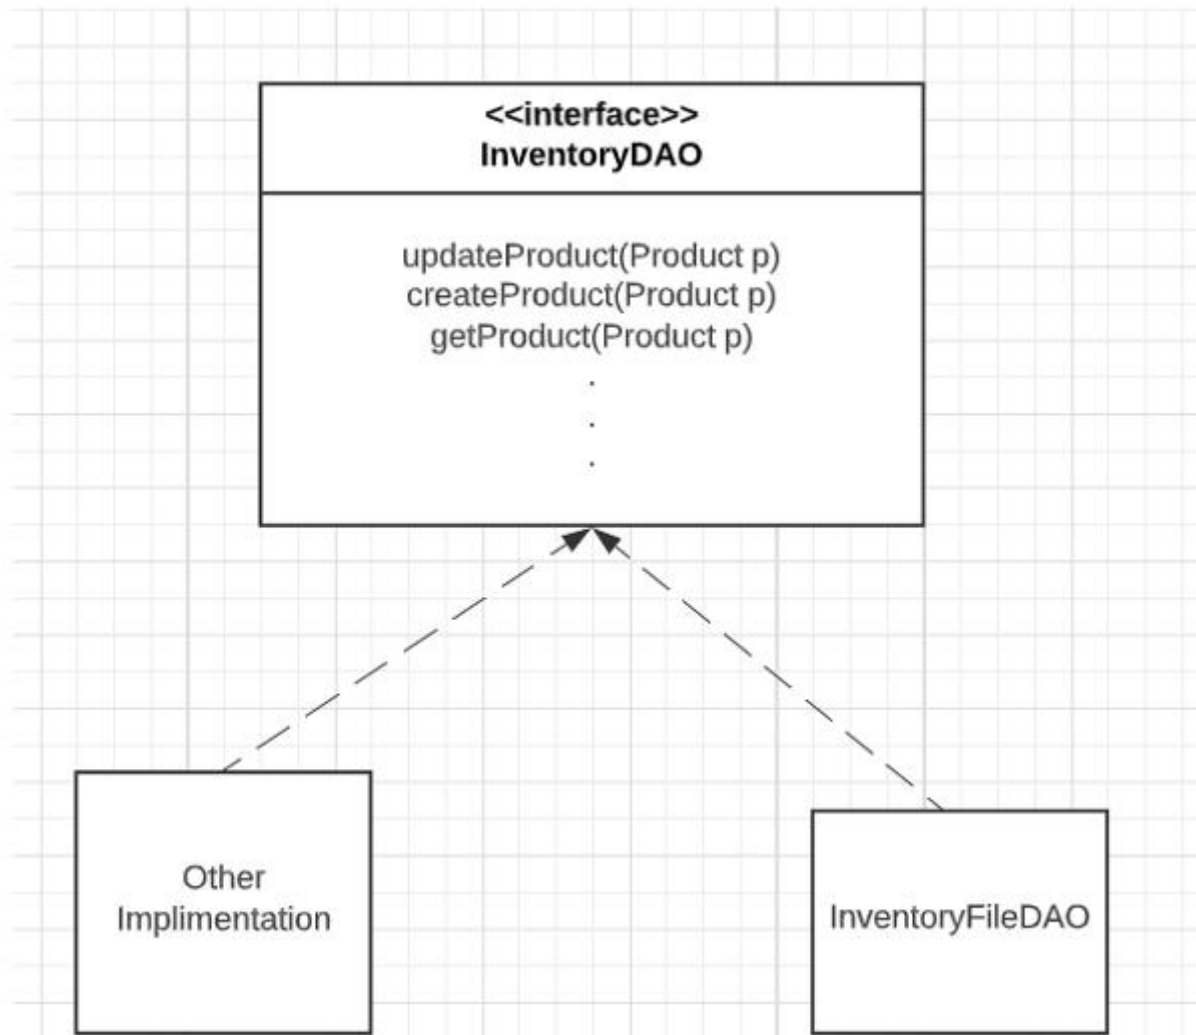 <<interface>>
InventoryDAO
updateProduct(Product p)
createProduct(Product p)
getProduct(Product p)
.
.
.
Other
Implimentation
InventoryFileDAO